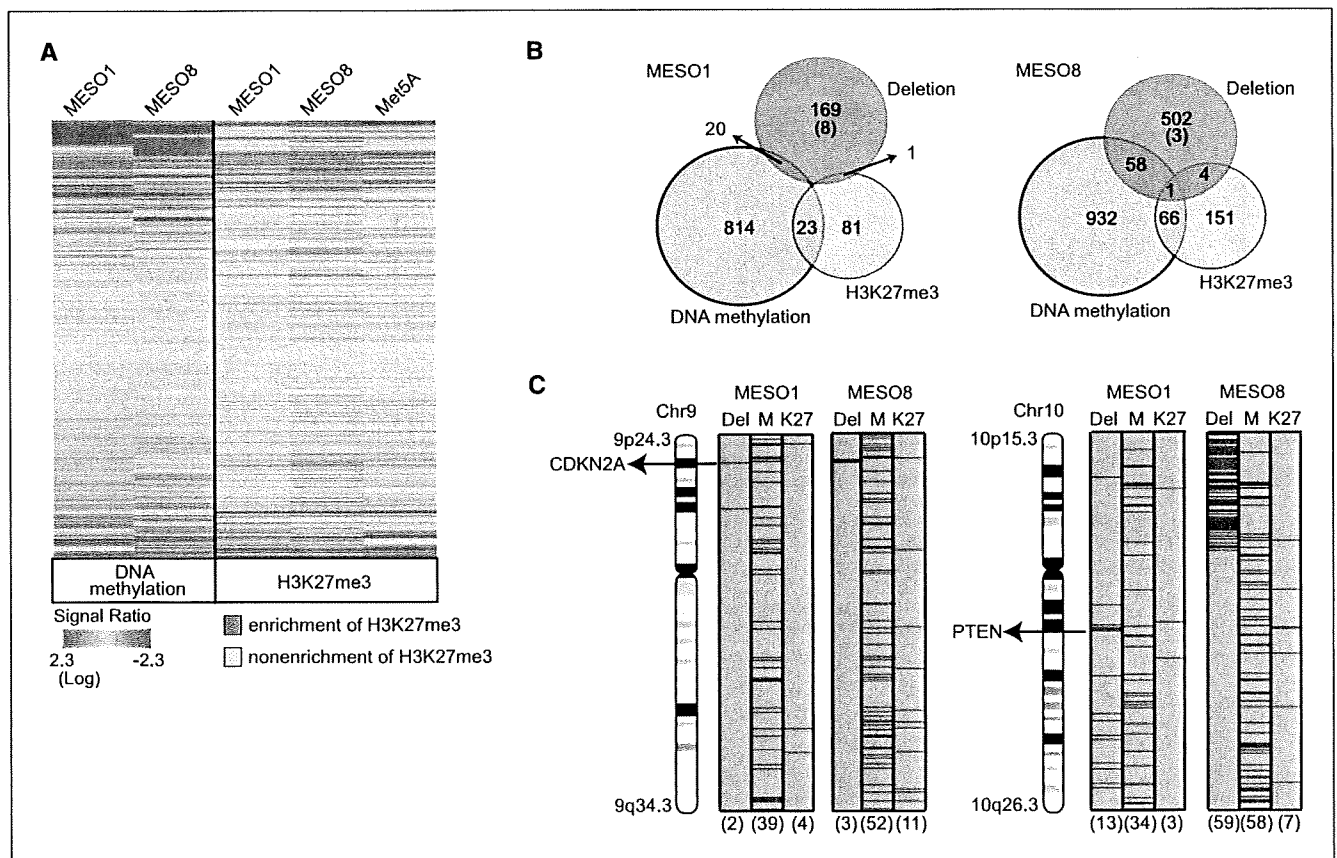 A
MESO1 MESO8 MESO1 MESO8 Met5A
DNA methylation
H3K27me3
Signal Ratio
2.3 -2.3
(Log)
enrichment of H3K27me3
nonenrichment of H3K27me3
B
MESO1
Deletion
169
(8)
20
1
814
23
81
H3K27me3
DNA methylation
MESO8
Deletion
502
(3)
58
4
1
932
66
151
H3K27me3
DNA methylation
C
MESO1 MESO8
Chr9 Del M K27 Del M K27
9p24.3
CDKN2A
9q34.3
(2) (39) (4) (3) (52) (11)
MESO1 MESO8
Chr10 Del M K27 Del M K27
10p15.3
PTEN
10q26.3
(13) (34) (3) (59) (58) (7)